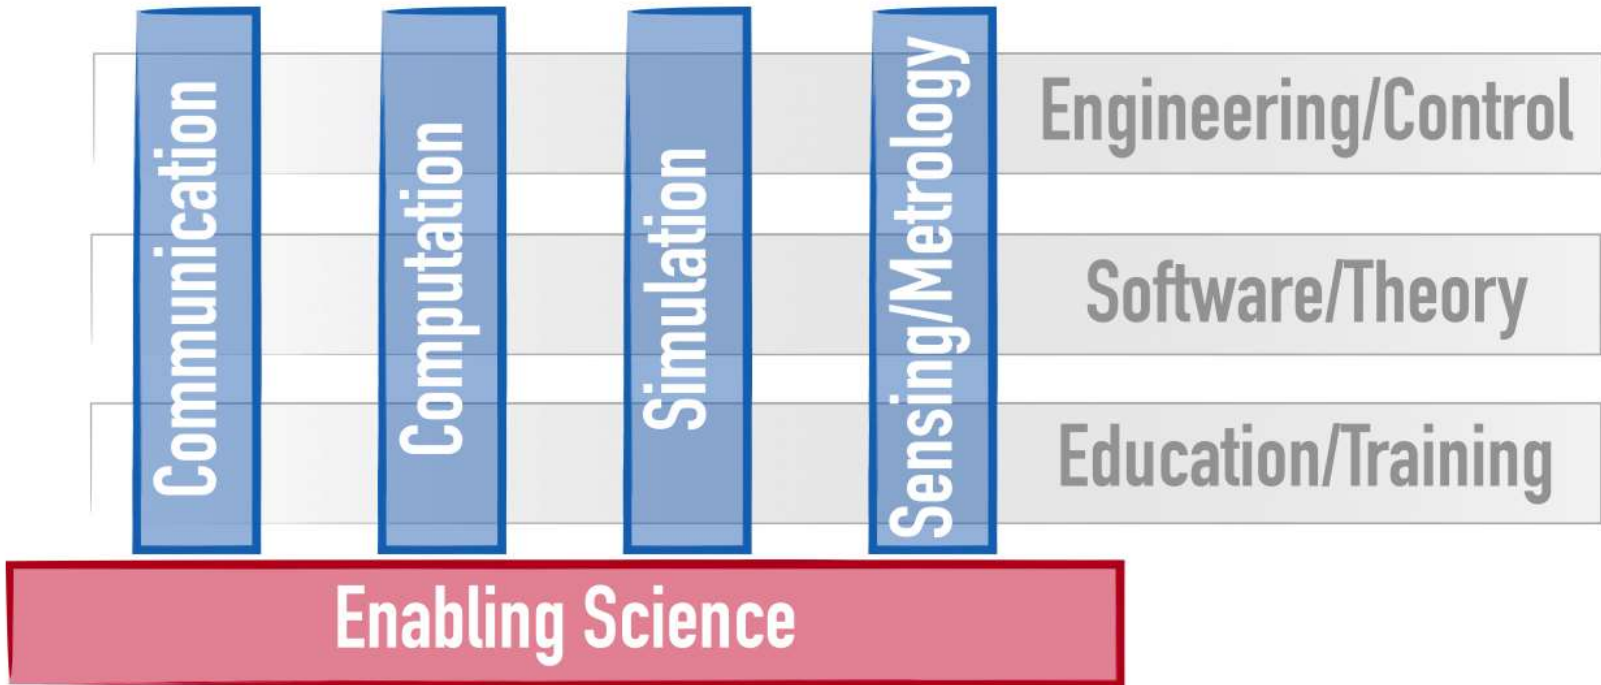 Communication
Computation
Simulation
Sensing/Metrology
Engineering/Control
Software/Theory
Education/Training
Enabling Science